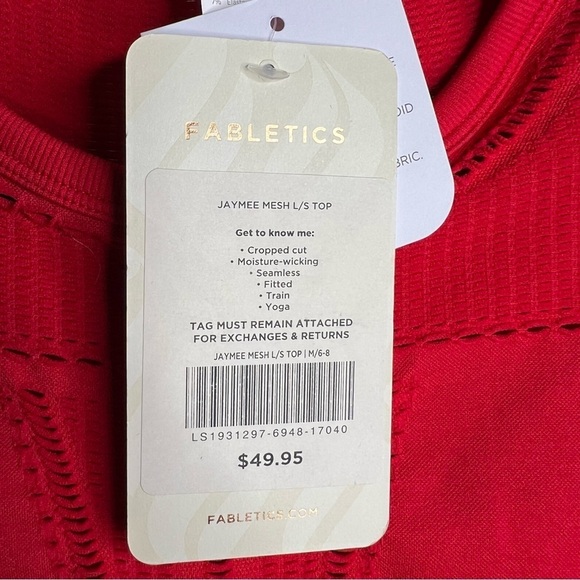 FABLETICS
JAYMEE MESH L/S TOP
Get to know me:
• Cropped cut
• Moisture-wicking
• Seamless
• Fitted
• Train
• Yoga
TAG MUST REMAIN ATTACHED
FOR EXCHANGES & RETURNS
JAYMEE MESH L/S TOP | M/6-8
LS1931297-6948-17040
$49.95
FABLETICS.COM